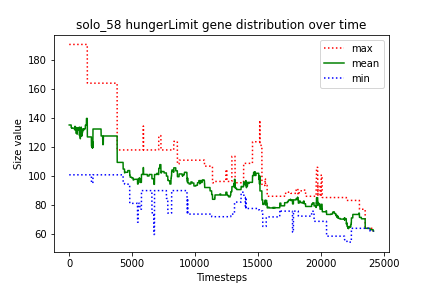 solo_58 hungerLimit gene distribution over time
max
mean
min
Size value
180
160
140
120
100
80
60
0
5000
10000
15000
20000
25000
Timesteps